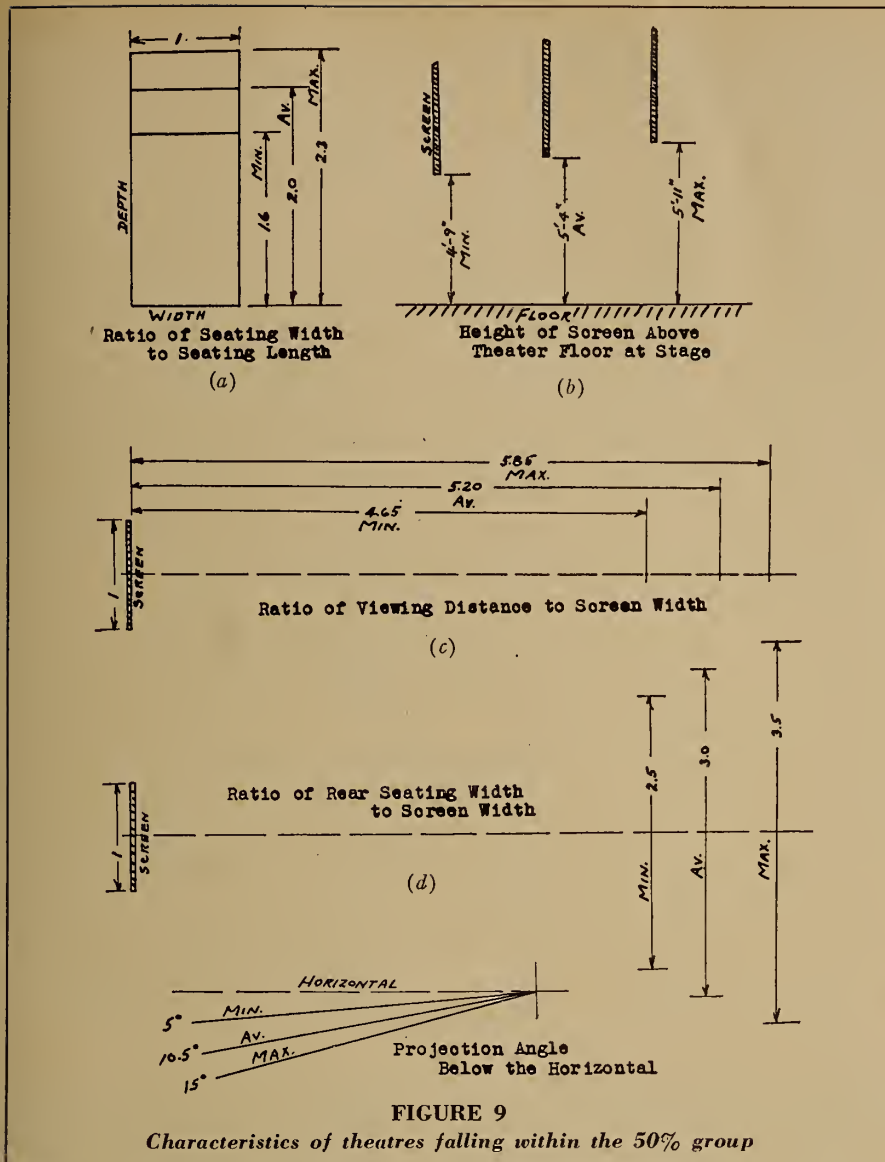 1.
MAX.
AV.
MIN.
2.3
2.0
1.6
DEPTH
WIDTH
Ratio of Seating Width
to Seating Length
(a)
SCREEN
4'-9"
MIN.
5'-4"
AV.
5'-11"
MAX.
FLOOR
Height of Screen Above
Theater Floor at Stage
(b)
5.85
MAX.
5.20
AV.
4.65
MIN.
1
SCREEN
Ratio of Viewing Distance to Screen Width
(c)
1
SCREEN
Ratio of Rear Seating Width
to Screen Width
(d)
2.5
MIN.
3.0
AV.
3.5
MAX.
HORIZONTAL
MIN.
5°
AV.
10.5°
MAX.
15°
Projection Angle
Below the Horizontal
FIGURE 9
Characteristics of theatres falling within the 50% group